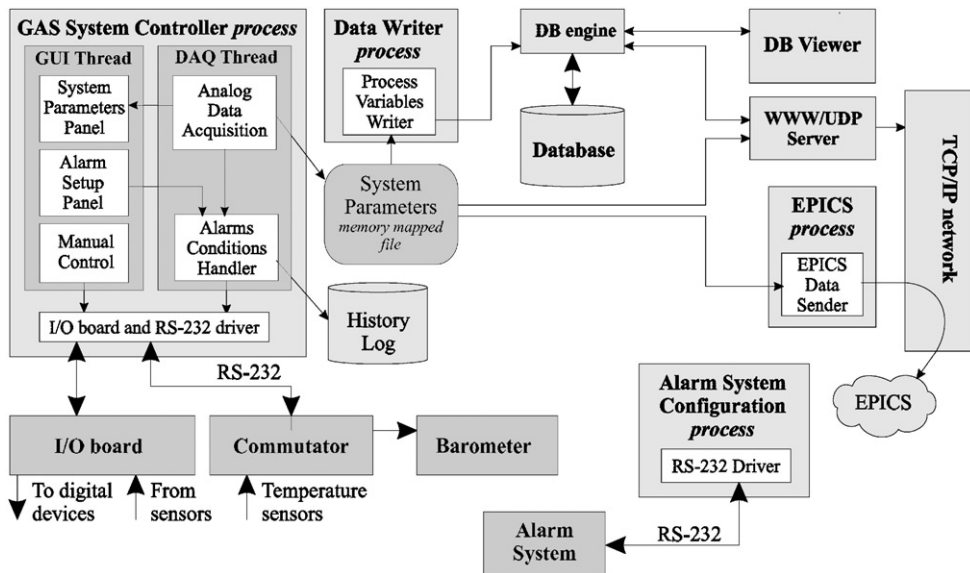 GAS System Controller process
GUI Thread
System
Parameters
Panel
Alarm
Setup
Panel
Manual
Control
DAQ Thread
Analog
Data
Acquisition
Alarms
Conditions
Handler
I/O board and RS-232 driver
Data Writer
process
Process
Variables
Writer
System
Parameters
memory mapped
file
History
Log
DB engine
Database
DB Viewer
WWW/UDP
Server
EPICS
process
EPICS
Data
Sender
TCP/IP network
EPICS
RS-232
I/O board
Commutator
Barometer
To digital
devices
From
sensors
Temperature
sensors
Alarm System
Configuration
process
RS-232 Driver
Alarm
System
RS-232